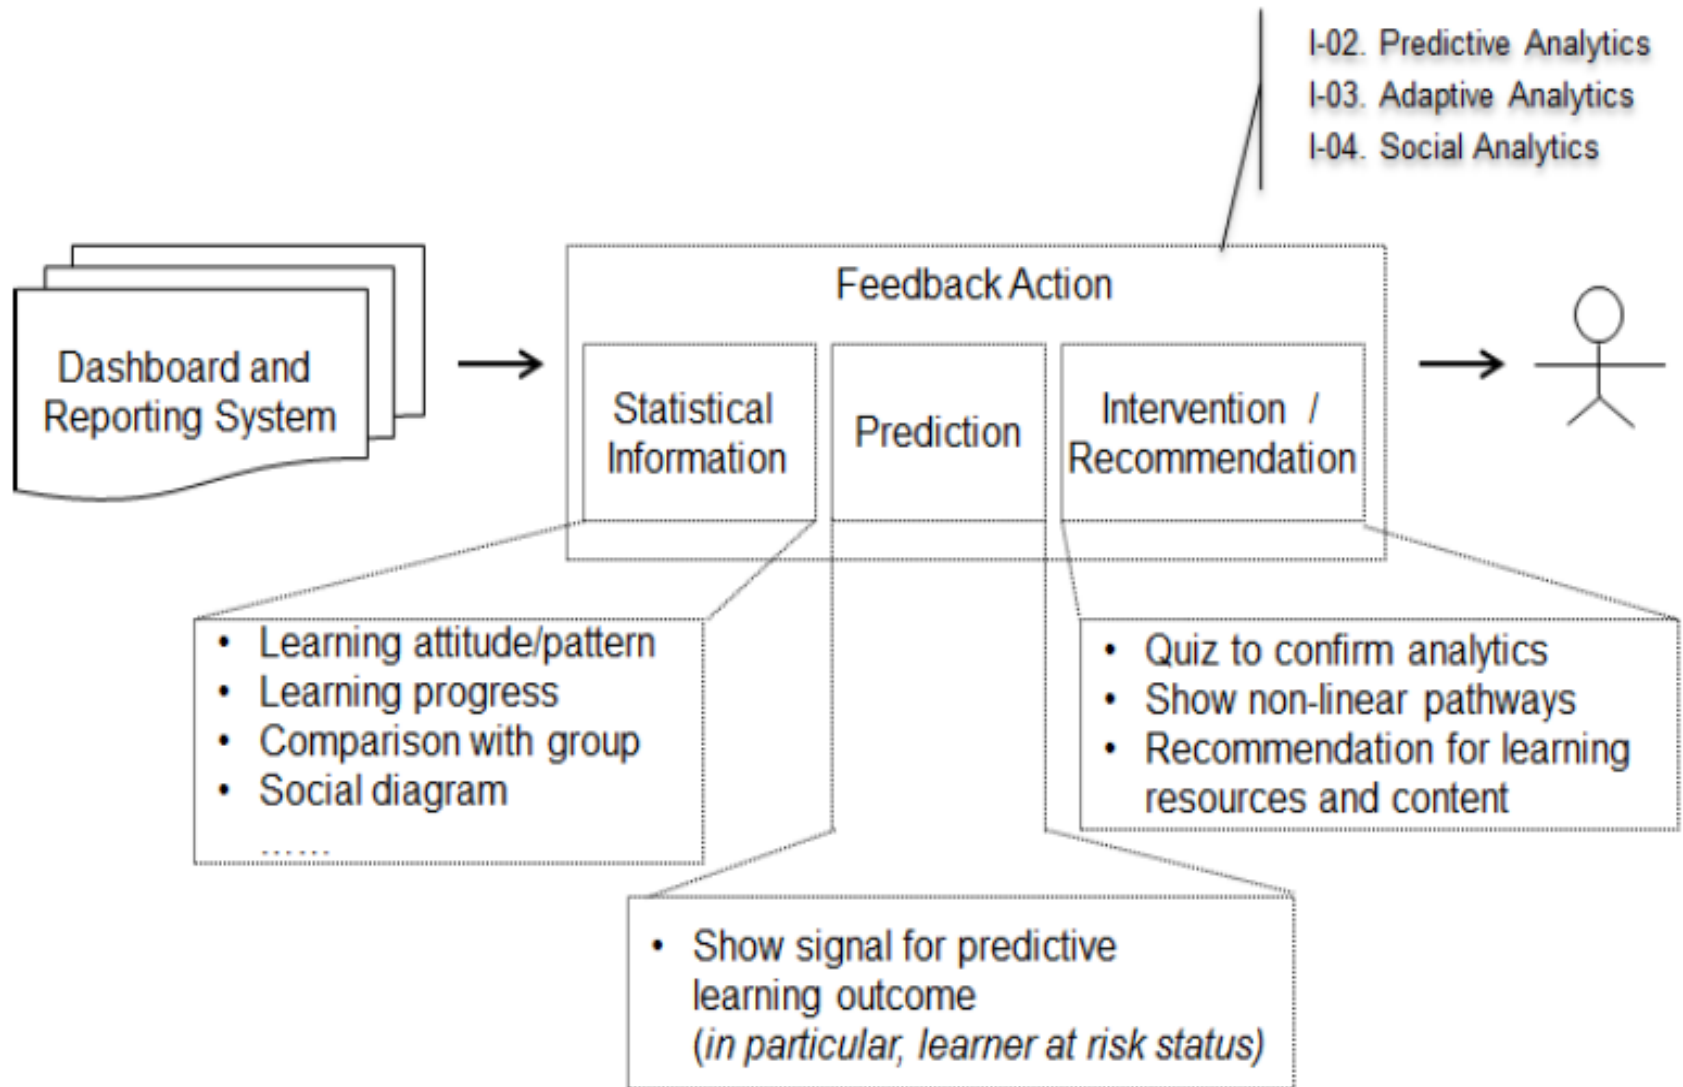 I-02. Predictive Analytics
I-03. Adaptive Analytics
I-04. Social Analytics
Feedback Action
Dashboard and
Reporting System
Statistical
Information
Prediction
Intervention /
Recommendation
• Learning attitude/pattern
• Learning progress
• Comparison with group
• Social diagram
……
• Quiz to confirm analytics
• Show non-linear pathways
• Recommendation for learning
resources and content
• Show signal for predictive
learning outcome
(in particular, learner at risk status)